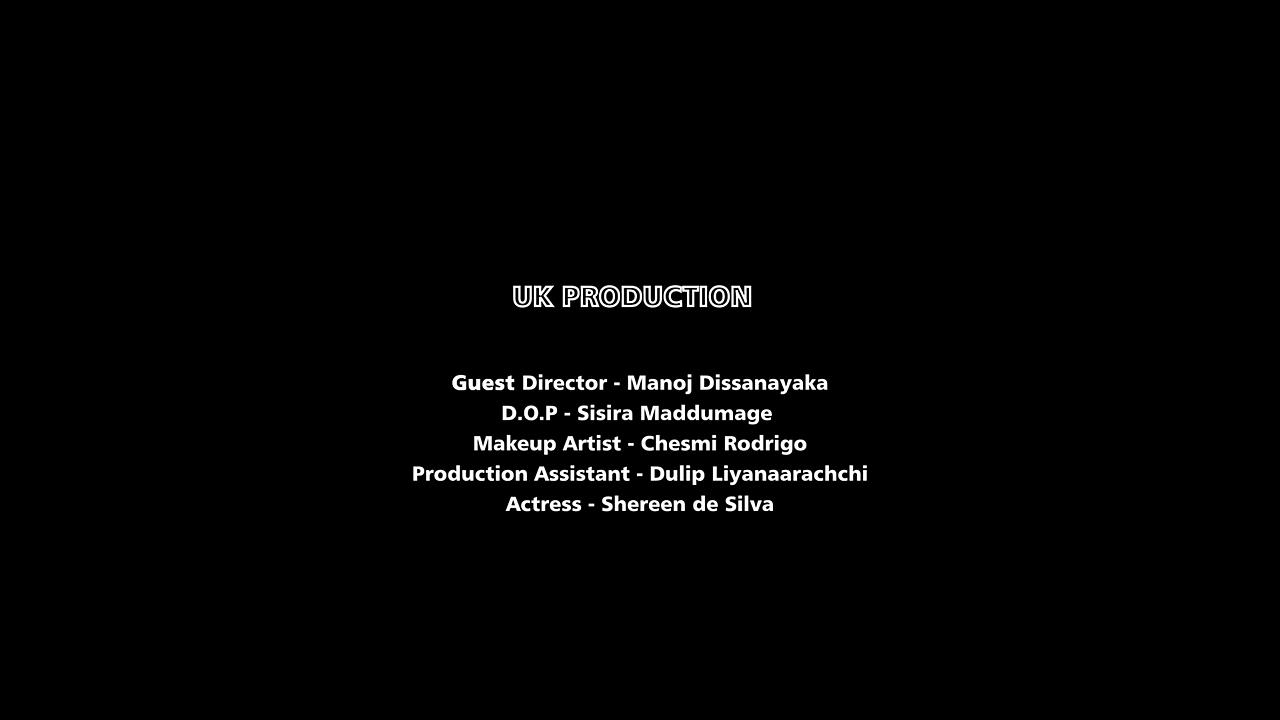 UK PRODUCTION
Guest Director - Manoj Dissanayaka
D.O.P - Sisira Maddumage
Makeup Artist - Chesmi Rodrigo
Production Assistant - Dulip Liyanaarachchi
Actress - Shereen de Silva